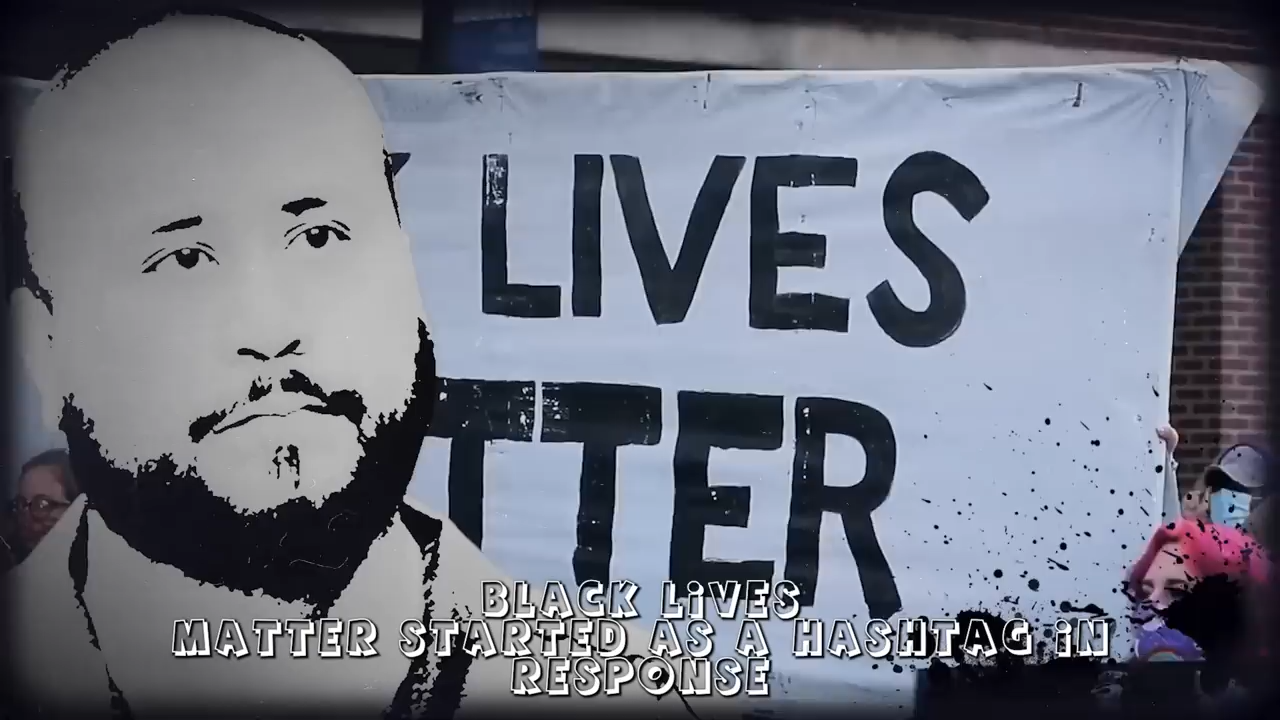 LIVES
TTER
BLACK LiVES
MATTER STARTED AS A HASHTAG iN
RESPONSE